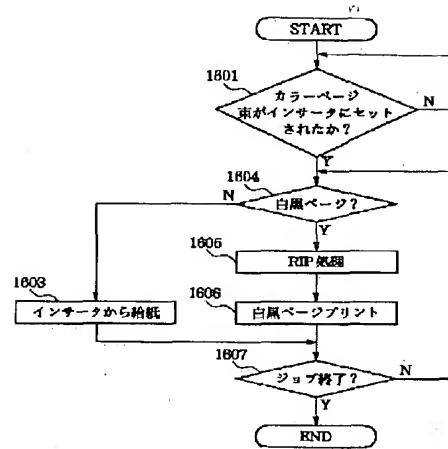 START
1601
カラーページ
束がインサータにセット
されたか?
N
Y
1604
N
白黒ページ?
Y
1605
RIP処理
1603
1606
インサータから給紙
白黒ページプリント
1607
ジョブ終了?
N
Y
END